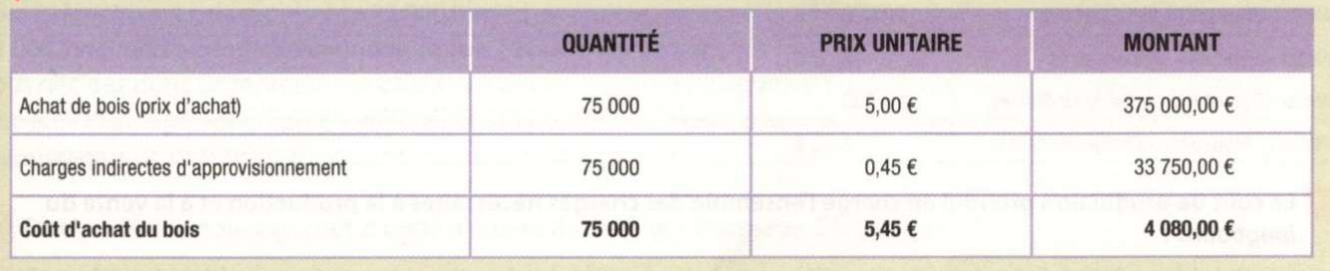 QUANTITÉ PRIX UNITAIRE MONTANT
Achat de bois (prix d'achat) 75 000 5,00 € 375 000,00 €
Charges indirectes d'approvisionnement 75 000 0,45 € 33 750,00 €
Coût d'achat du bois 75 000 5,45 € 4 080,00 €